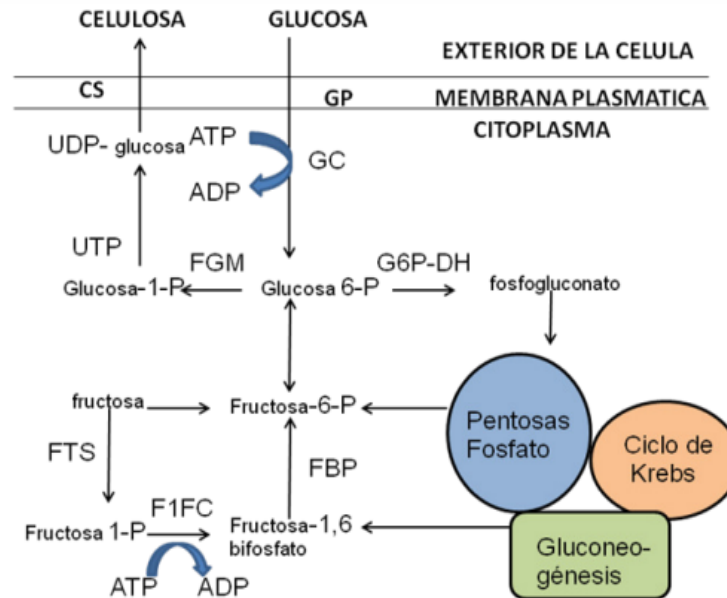 CELULOSA
GLUCOSA
EXTERIOR DE LA CELULA
CS
GP
MEMBRANA PLASMATICA
CITOPLASMA
UDP- glucosa
ATP
ADP
GC
UTP
FGM
G6P-DH
Glucosa-1-P
Glucosa 6-P
fosfogluconato
fructosa
Fructosa-6-P
Pentosas
Fosfato
Ciclo de
Krebs
FTS
FBP
F1FC
Fructosa 1-P
Fructosa-1,6
bifosfato
ATP
ADP
Gluconeo-
génesis